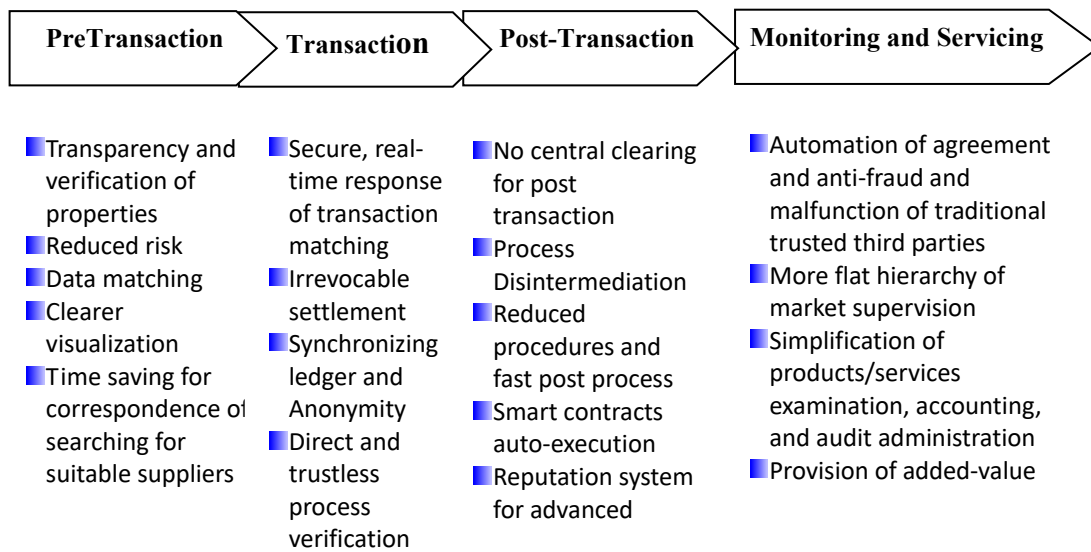 PreTransaction
Transaction
Post-Transaction
Monitoring and Servicing
Transparency and
verification of
properties
Reduced risk
Data matching
Clearer
visualization
Time saving for
correspondence of
searching for
suitable suppliers
Secure, real-
time response
of transaction
matching
Irrevocable
settlement
Synchronizing
ledger and
Anonymity
Direct and
trustless
process
verification
No central clearing
for post
transaction
Process
Disintermediation
Reduced
procedures and
fast post process
Smart contracts
auto-execution
Reputation system
for advanced
Automation of agreement
and anti-fraud and
malfunction of traditional
trusted third parties
More flat hierarchy of
market supervision
Simplification of
products/services
examination, accounting,
and audit administration
Provision of added-value